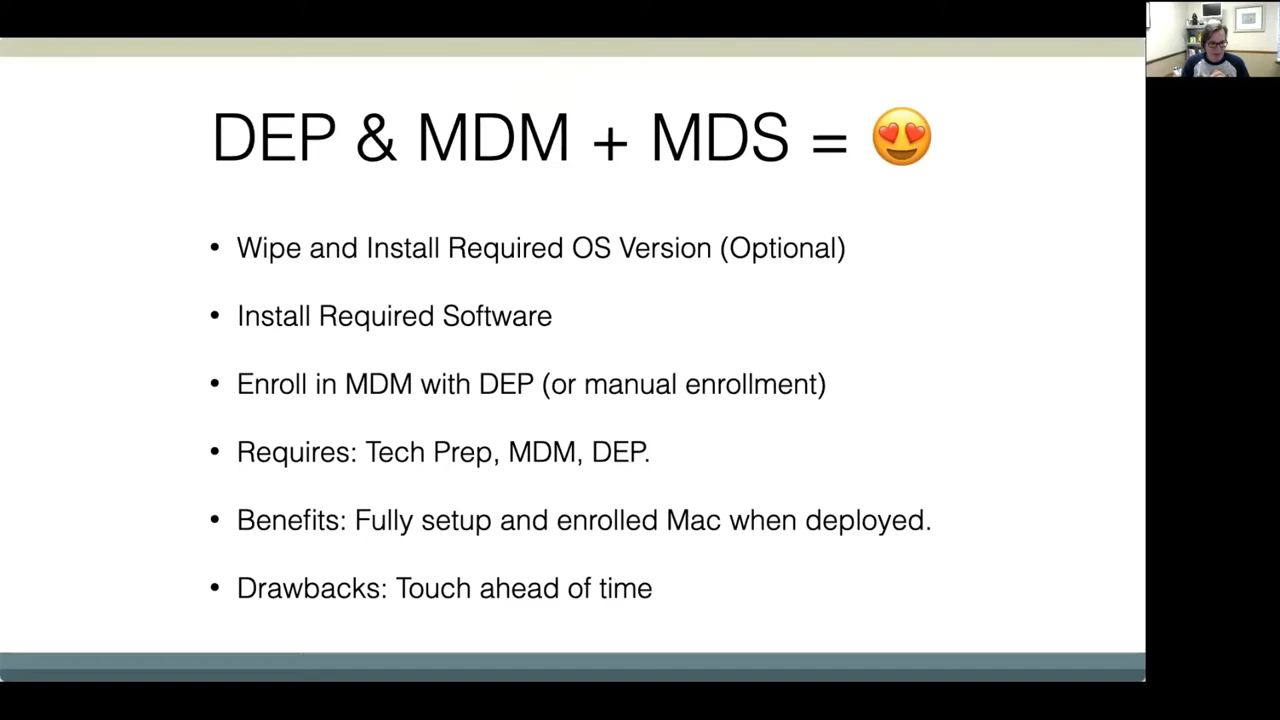 DEP & MDM + MDS = 😍
• Wipe and Install Required OS Version (Optional)
• Install Required Software
• Enroll in MDM with DEP (or manual enrollment)
• Requires: Tech Prep, MDM, DEP.
• Benefits: Fully setup and enrolled Mac when deployed.
• Drawbacks: Touch ahead of time